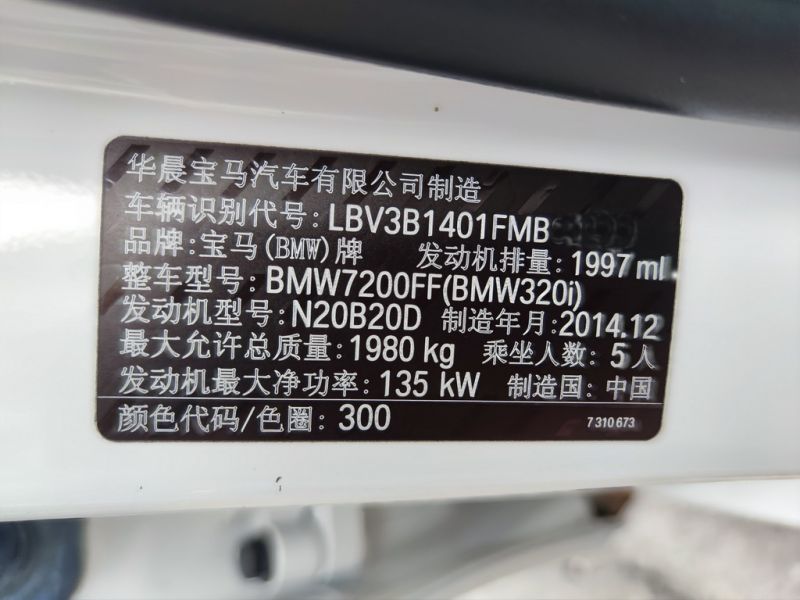 华晨宝马汽车有限公司制造
车辆识别代号: LBV3B1401FMB
品牌: 宝马(BMW)牌 发动机排量: 1997 ml
整车型号: BMW7200FF(BMW320i)
发动机型号: N20B20D 制造年月: 2014.12
最大允许总质量: 1980 kg 乘坐人数: 5人
发动机最大净功率: 135 kW 制造国: 中国
颜色代码/色圈: 300 7 310 673